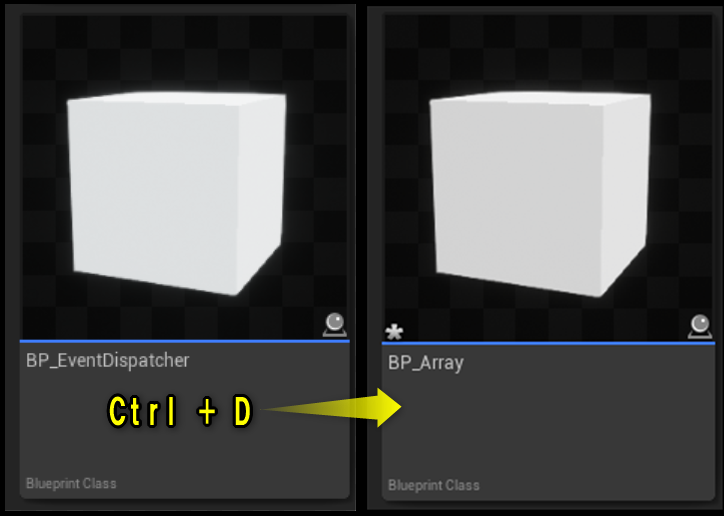 BP_EventDispatcher
Ctrl + D
Blueprint Class
BP_Array
Blueprint Class